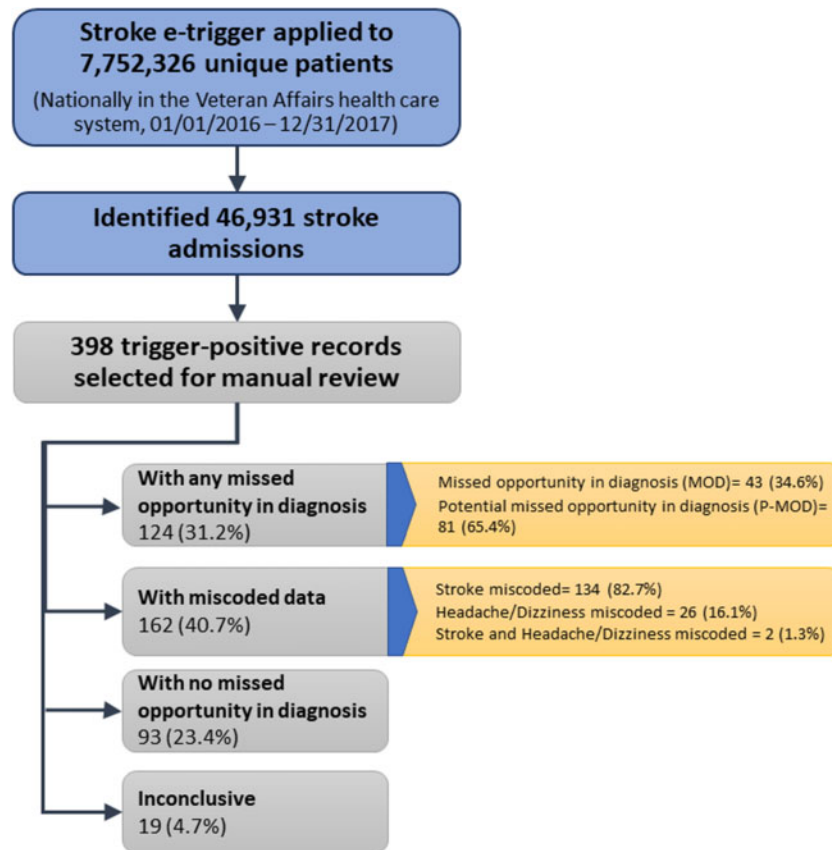 Stroke e-trigger applied to
7,752,326 unique patients
(Nationally in the Veteran Affairs health care
system, 01/01/2016 – 12/31/2017)
Identified 46,931 stroke
admissions
398 trigger-positive records
selected for manual review
With any missed
opportunity in diagnosis
124 (31.2%)
Missed opportunity in diagnosis (MOD)= 43 (34.6%)
Potential missed opportunity in diagnosis (P-MOD)=
81 (65.4%)
With miscoded data
162 (40.7%)
Stroke miscoded= 134 (82.7%)
Headache/Dizziness miscoded = 26 (16.1%)
Stroke and Headache/Dizziness miscoded = 2 (1.3%)
With no missed
opportunity in diagnosis
93 (23.4%)
Inconclusive
19 (4.7%)